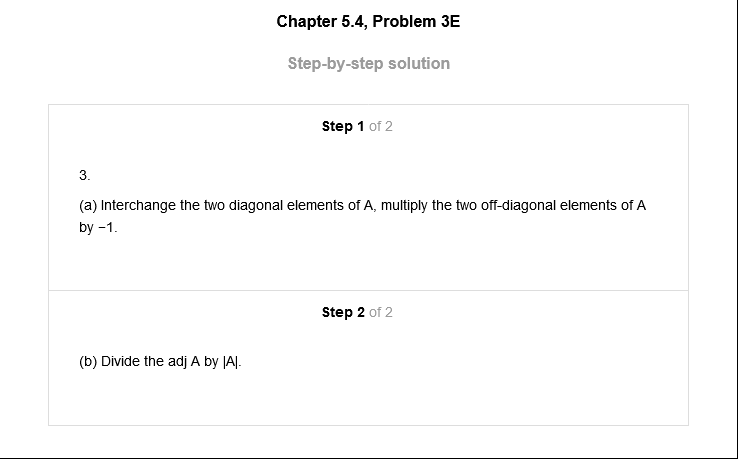 Chapter 5.4, Problem 3E
Step-by-step solution
Step 1 of 2
3.
(a) Interchange the two diagonal elements of A, multiply the two off-diagonal elements of A
by −1.
Step 2 of 2
(b) Divide the adj A by |A|.